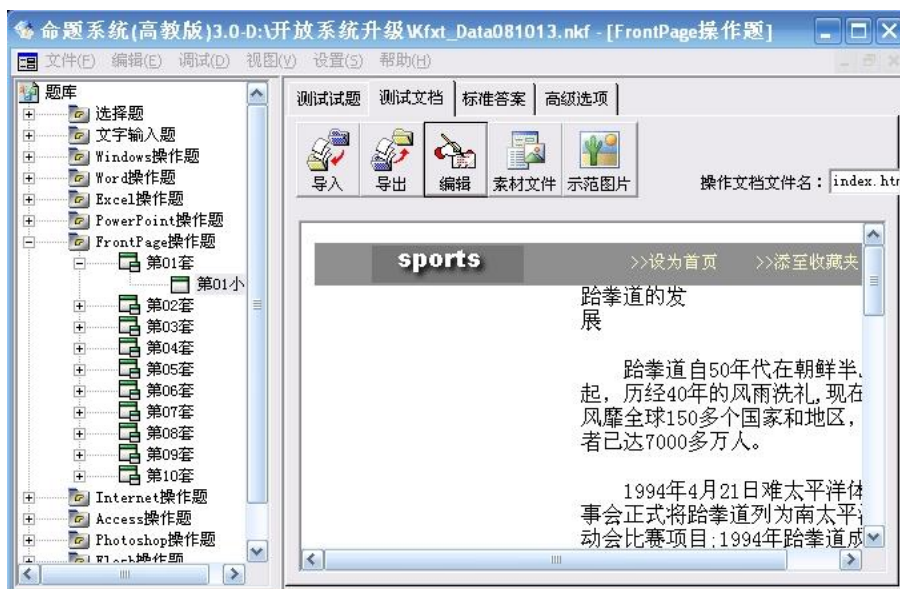 命题系统(高教版)3.0-D:\开放系统升级\Kfxt_Data081013.nkf - [FrontPage操作题]
文件(F) 编辑(E) 调试(D) 视图(V) 设置(S) 帮助(H)
题库
选择题
文字输入题
Windows操作题
Word操作题
Excel操作题
PowerPoint操作题
FrontPage操作题
第01套
第01小
第02套
第03套
第04套
第05套
第06套
第07套
第08套
第09套
第10套
Internet操作题
Access操作题
Photoshop操作题
Flash操作题
测试试题 测试文档 标准答案 高级选项
导入 导出 编辑 素材文件 示范图片 操作文档文件名：index.htm
sports >>设为首页 >>添至收藏夹
跆拳道的发
展
跆拳道自50年代在朝鲜半
起，历经40年的风雨洗礼,现在
风靡全球150多个国家和地区，
者已达7000多万人。
1994年4月21日难太平洋体
事会正式将跆拳道列为南太平
动会比赛项目;1994年跆拳道成